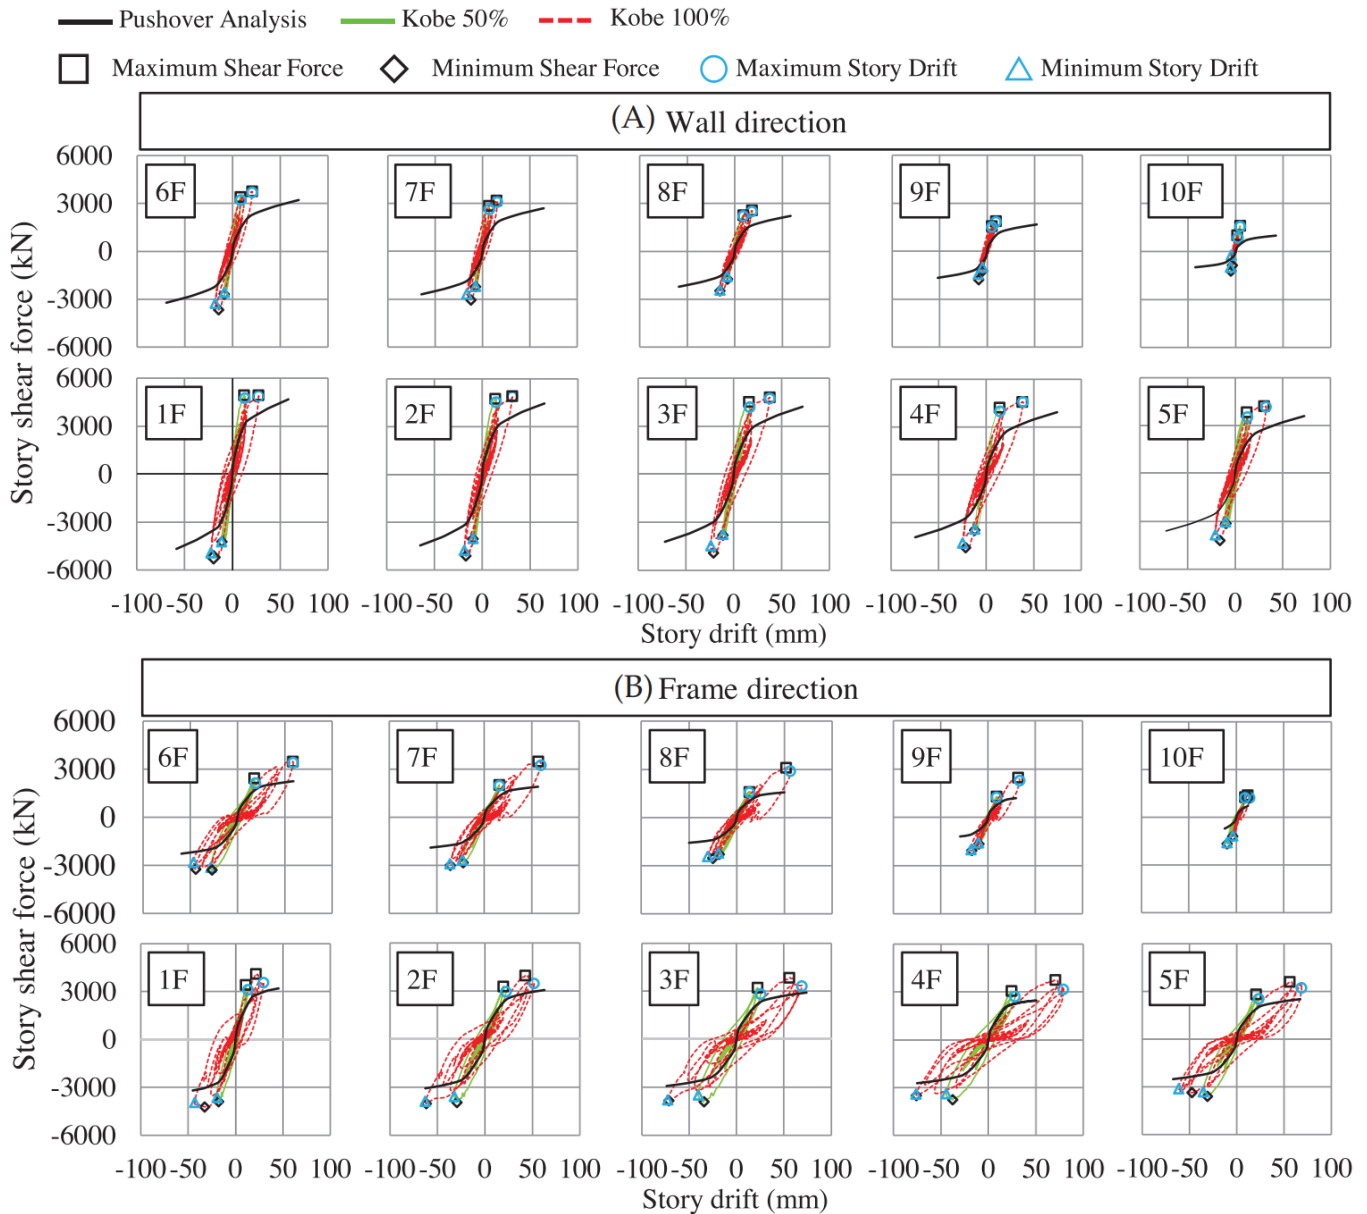 Pushover Analysis Kobe 50% Kobe 100%
Maximum Shear Force Minimum Shear Force Maximum Story Drift Minimum Story Drift
(A) Wall direction
Story shear force (kN)
6000
3000
0
-3000
-6000
6F 7F 8F 9F 10F
6000
3000
0
-3000
-6000
1F 2F 3F 4F 5F
-100 -50 0 50 100 -100 -50 0 50 100 -100 -50 0 50 100 -100 -50 0 50 100 -100 -50 0 50 100
Story drift (mm)
(B) Frame direction
Story shear force (kN)
6000
3000
0
-3000
-6000
6F 7F 8F 9F 10F
6000
3000
0
-3000
-6000
1F 2F 3F 4F 5F
-100 -50 0 50 100 -100 -50 0 50 100 -100 -50 0 50 100 -100 -50 0 50 100 -100 -50 0 50 100
Story drift (mm)